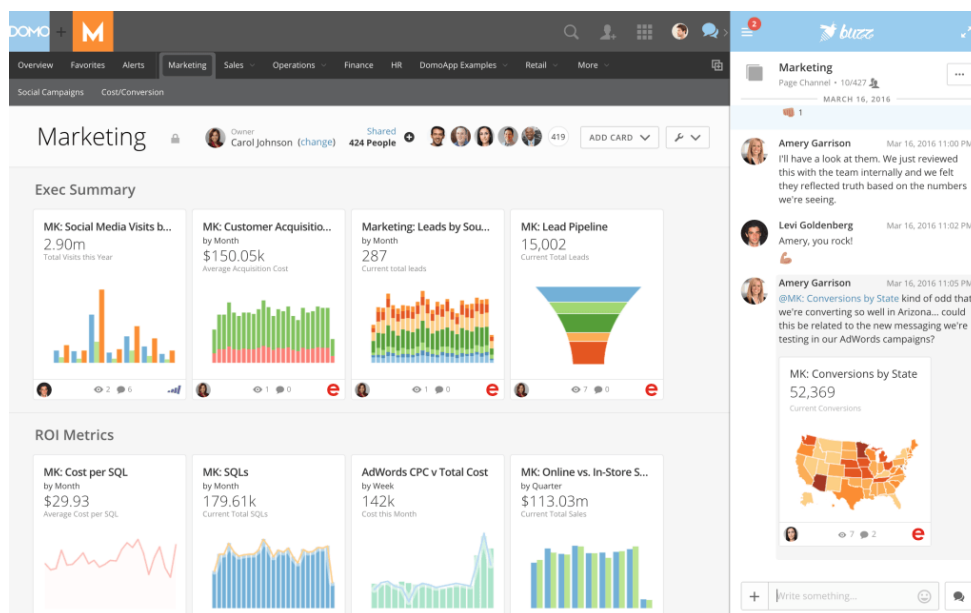 DOMO + M
Overview Favorites Alerts Marketing Sales Operations Finance HR DomoApp Examples Retail More
Social Campaigns Cost/Conversion
Marketing
Owner
Carol Johnson (change)
Shared
424 People
419
ADD CARD
Exec Summary
MK: Social Media Visits b...
2.90m
Total Visits this Year
2 6
MK: Customer Acquisitio...
by Month
$150.05k
Average Acquisition Cost
1 0
e
Marketing: Leads by Sou...
by Month
287
Current total leads
1 0
e
MK: Lead Pipeline
15,002
Current Total Leads
7 0
e
ROI Metrics
MK: Cost per SQL
by Month
$29.93
Average Cost per SQL
MK: SQLs
by Month
179.61k
Current Total SQLs
AdWords CPC v Total Cost
by Week
142k
Cost this Month
MK: Online vs. In-Store S...
by Quarter
$113.03m
Current Total Sales
2
buzz
Marketing
Page Channel • 10/427
...
MARCH 16, 2016
1
Amery Garrison Mar 16, 2016 11:00 PM
I'll have a look at them. We just reviewed
this with the team internally and we felt
they reflected truth based on the numbers
we're seeing.
Levi Goldenberg Mar 16, 2016 11:02 PM
Amery, you rock!
Amery Garrison Mar 16, 2016 11:05 PM
@MK: Conversions by State kind of odd that
we're converting so well in Arizona... could
this be related to the new messaging we're
testing in our AdWords campaigns?
MK: Conversions by State
52,369
Current Conversions
7 2
e
+ Write something...